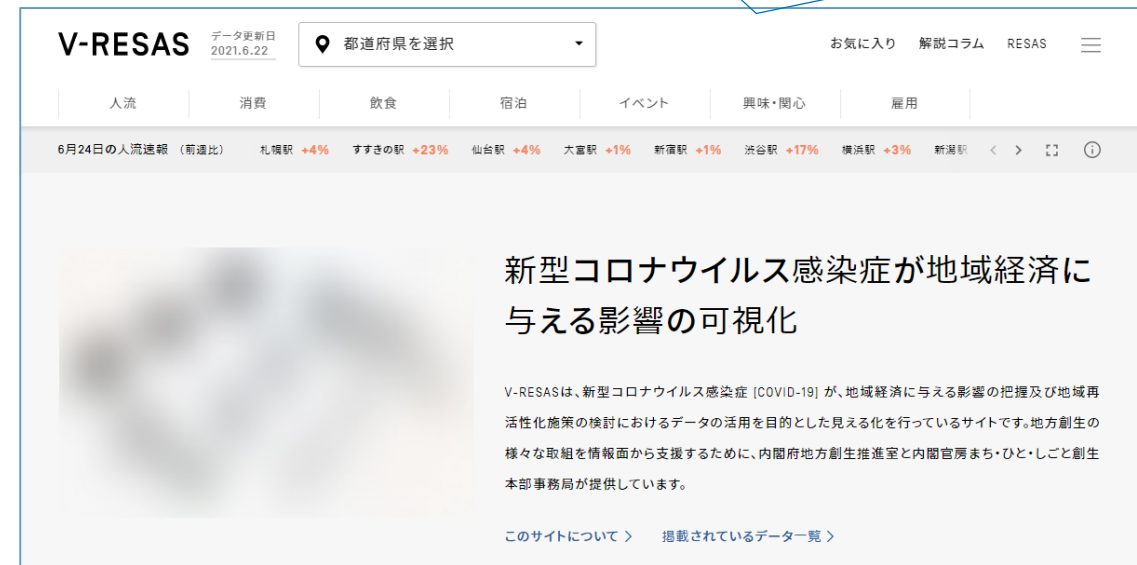 V-RESAS
データ更新日
2021.6.22
都道府県を選択
お気に入り 解説コラム RESAS
人流 消費 飲食 宿泊 イベント 興味・関心 雇用
6月24日の人流速報 (前週比) 札幌駅 +4% すすきの駅 +23% 仙台駅 +4% 大宮駅 +1% 新宿駅 +1% 渋谷駅 +17% 横浜駅 +3% 新潟駅
新型コロナウイルス感染症が地域経済に
与える影響の可視化
V-RESASは、新型コロナウイルス感染症 [COVID-19] が、地域経済に与える影響の把握及び地域再
活性化施策の検討におけるデータの活用を目的とした見える化を行っているサイトです。地方創生の
様々な取組を情報面から支援するために、内閣府地方創生推進室と内閣官房まち・ひと・しごと創生
本部事務局が提供しています。
このサイトについて 掲載されているデータ一覧